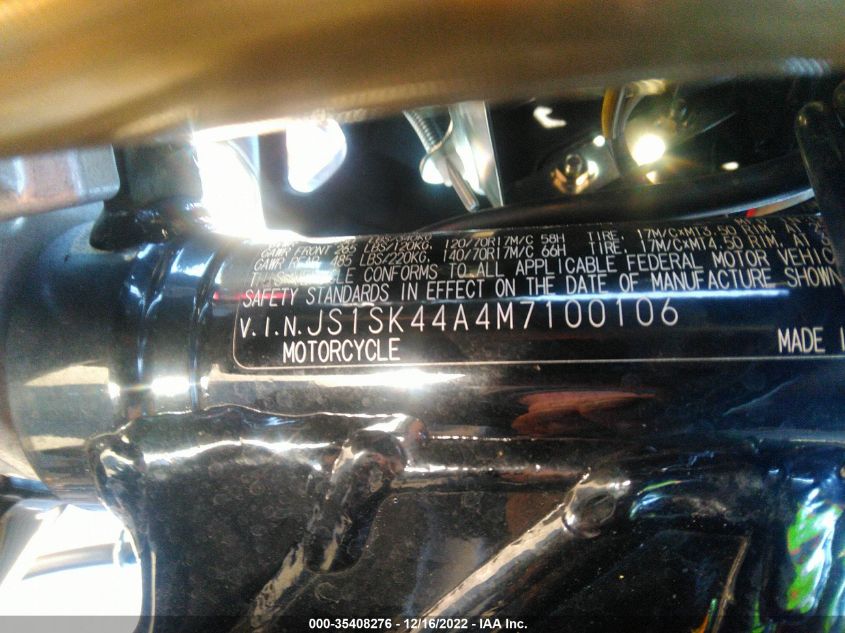 GAWR FRONT 265 LBS/120KG, 120/70R17M/C 58H TIRE, 17M/CxMT3.50 RIM, AT
GAWR REAR 485 LBS/220KG, 140/70R17M/C 66H TIRE, 17M/CxMT4.50 RIM, AT
THIS VEHICLE CONFORMS TO ALL APPLICABLE FEDERAL MOTOR VEHIC
SAFETY STANDARDS IN EFFECT ON THE DATE OF MANUFACTURE SHOWN
V.I.N. JS1SK44A4M7100106
MOTORCYCLE MADE
000-35408276 - 12/16/2022 - IAA Inc.